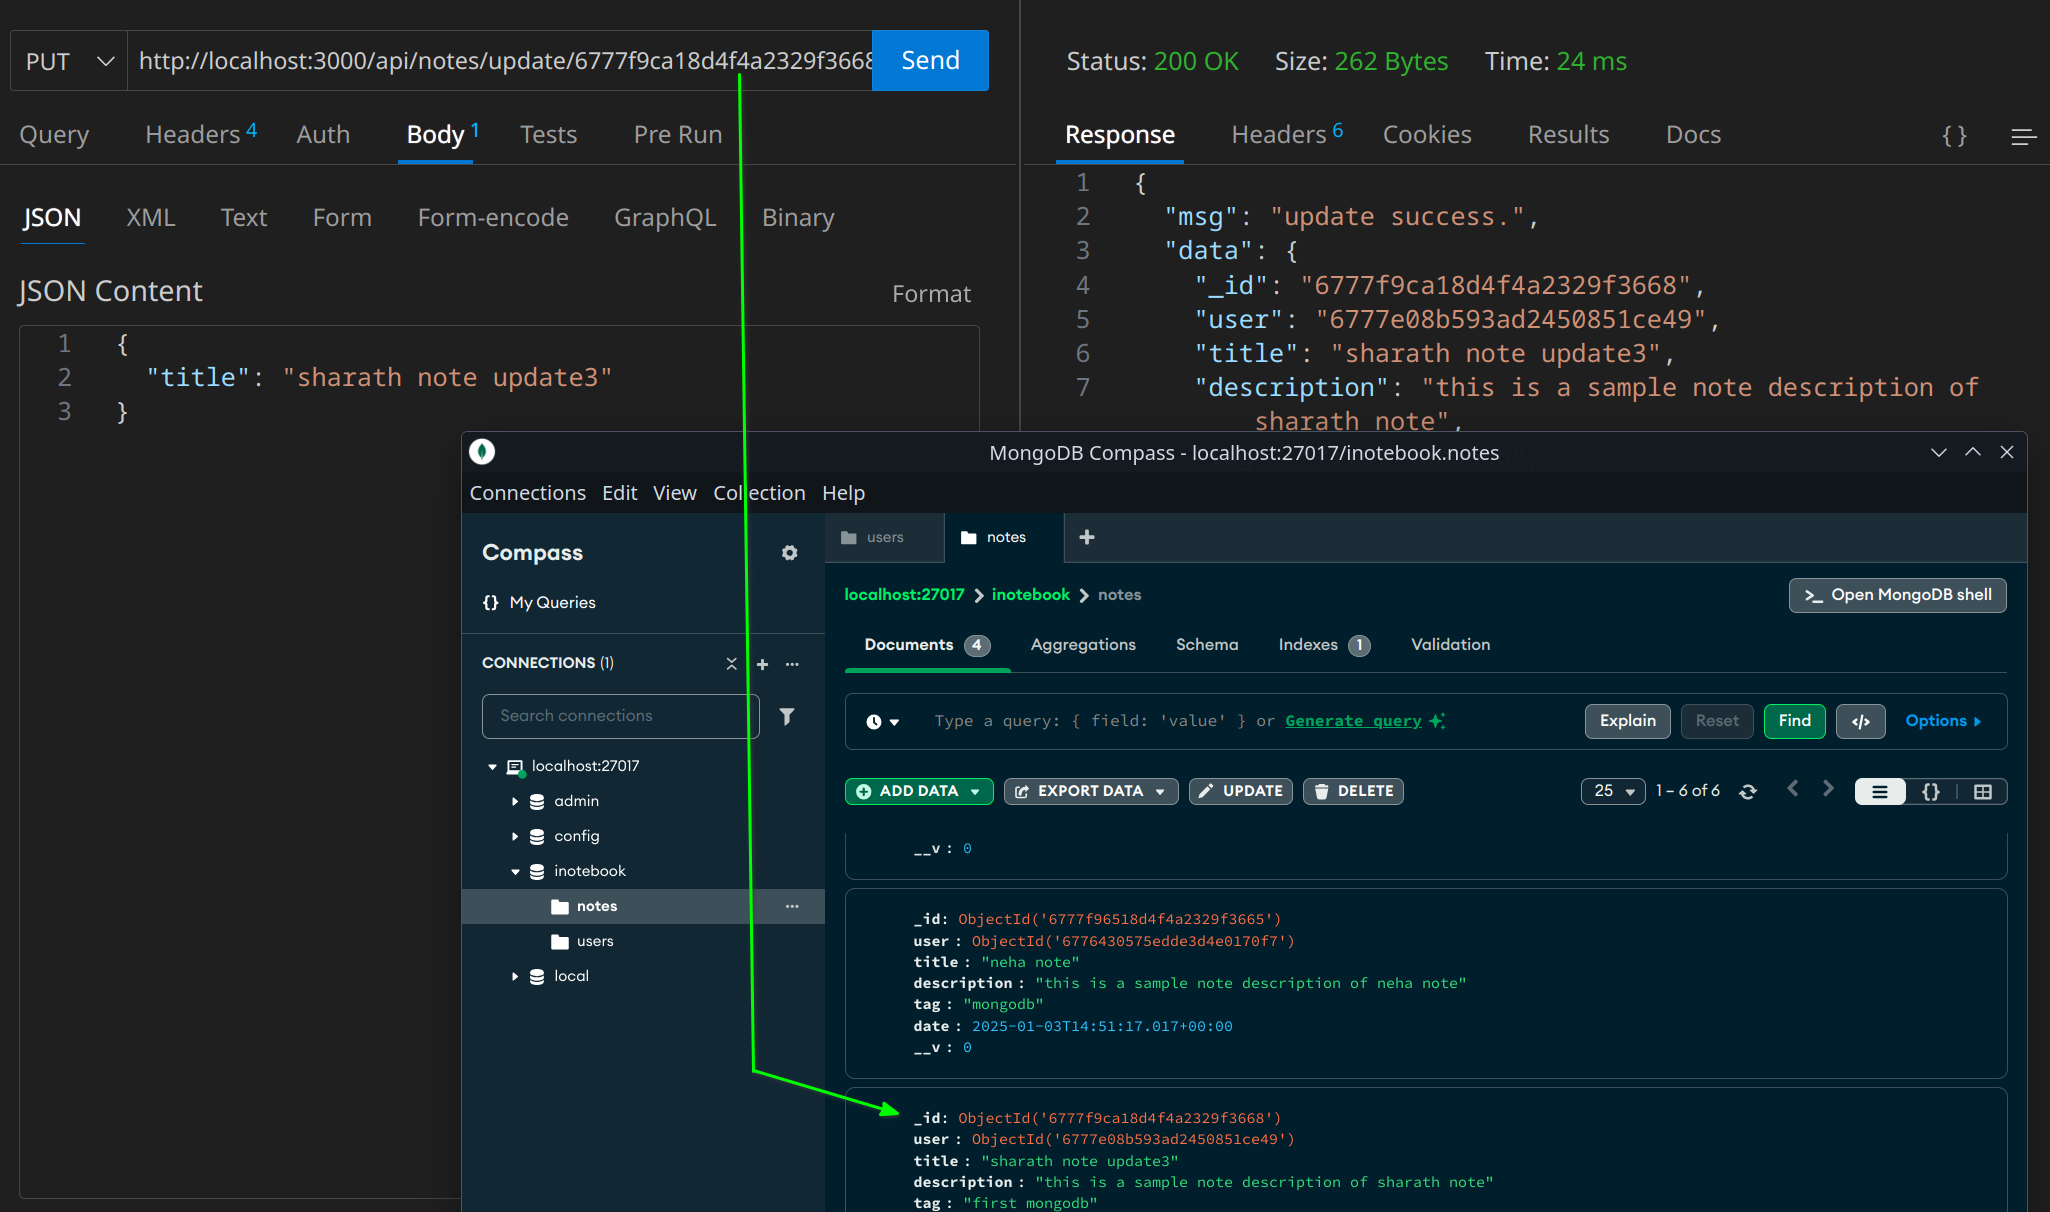 PUT http://localhost:3000/api/notes/update/6777f9ca18d4f4a2329f3668 Send
Query Headers 4 Auth Body 1 Tests Pre Run
JSON XML Text Form Form-encode GraphQL Binary
JSON Content Format
1 {
2 "title": "sharath note update3"
3 }
Status: 200 OK Size: 262 Bytes Time: 24 ms
Response Headers 6 Cookies Results Docs {}
1 {
2 "msg": "update success.",
3 "data": {
4 "_id": "6777f9ca18d4f4a2329f3668",
5 "user": "6777e08b593ad2450851ce49",
6 "title": "sharath note update3",
7 "description": "this is a sample note description of
sharath note",
MongoDB Compass - localhost:27017/inotebook.notes
Connections Edit View Collection Help
Compass
{} My Queries
CONNECTIONS (1)
Search connections
localhost:27017
admin
config
inotebook
notes
users
local
users notes
localhost:27017 > inotebook > notes
>_ Open MongoDB shell
Documents 4 Aggregations Schema Indexes 1 Validation
Type a query: { field: 'value' } or Generate query
Explain Reset Find </> Options
ADD DATA EXPORT DATA UPDATE DELETE
25 1 – 6 of 6 {}
__v : 0
_id: ObjectId('6777f96518d4f4a2329f3665')
user : ObjectId('6776430575edde3d4e0170f7')
title : "neha note"
description : "this is a sample note description of neha note"
tag : "mongodb"
date : 2025-01-03T14:51:17.017+00:00
__v : 0
_id: ObjectId('6777f9ca18d4f4a2329f3668')
user : ObjectId('6777e08b593ad2450851ce49')
title : "sharath note update3"
description : "this is a sample note description of sharath note"
tag : "first mongodb"